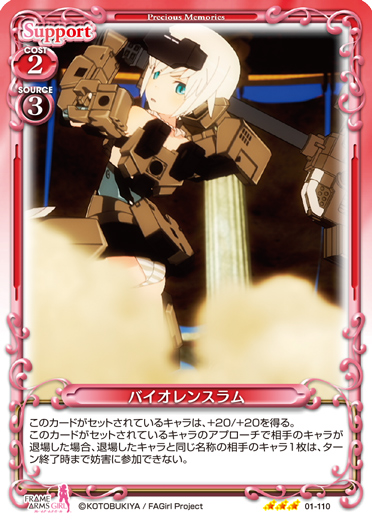 Precious Memories
Support
COST
2
SOURCE
3
バイオレンスラム
このカードがセットされているキャラは、+20/+20を得る。
このカードがセットされているキャラのアプローチで相手のキャラが
退場した場合、退場したキャラと同じ名称の相手のキャラ1枚は、ター
ン終了時まで妨害に参加できない。
FRAME
ARMS GIRL
©KOTOBUKIYA / FAGirl Project
01-110